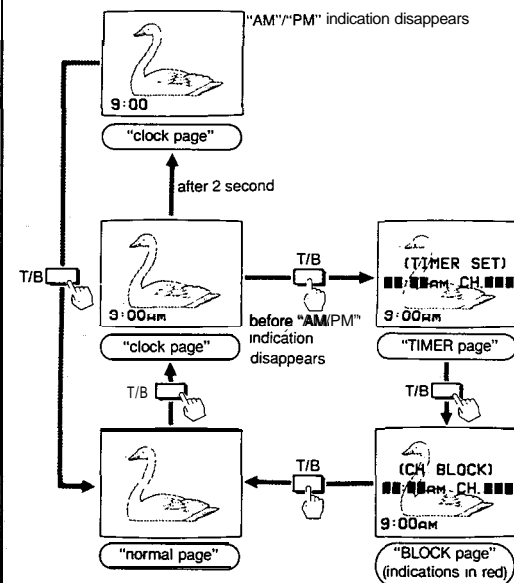 "AM"/"PM" indication disappears
9:00
"clock page"
after 2 second
T/B
9:00AM
"clock page"
T/B
before "AM/PM"
indication
disappears
(TIMER SET)
AM CH
9:00AM
"TIMER page"
T/B
T/B
"normal page"
T/B
(CH BLOCK)
AM CH
9:00AM
"BLOCK page"
(indications in red)